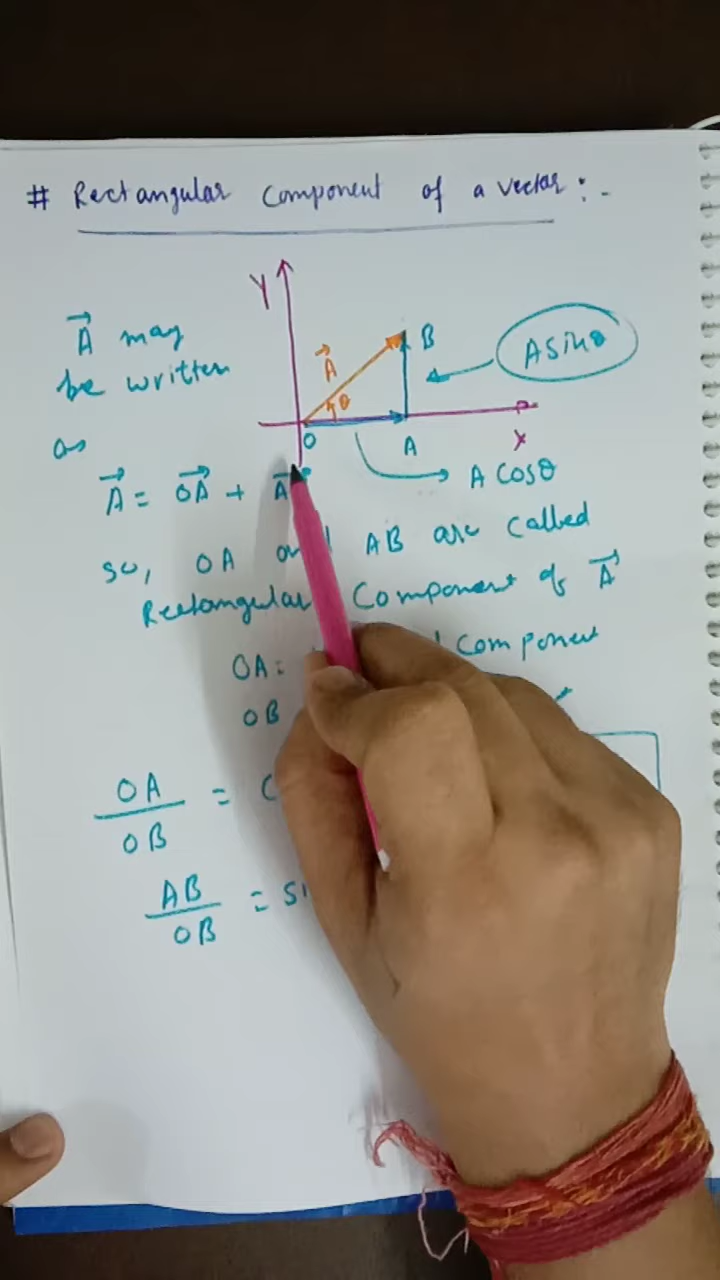 # Rectangular Component of a vector :-
Y
A⃗ may
be written
as
A⃗
θ
B
A Sinθ
O
A
X
A Cosθ
A⃗ = OA⃗ + A
so, OA AB are called
Rectangular Component of A⃗
OA = Component
OB
OA/OB = C
AB/OB = Si